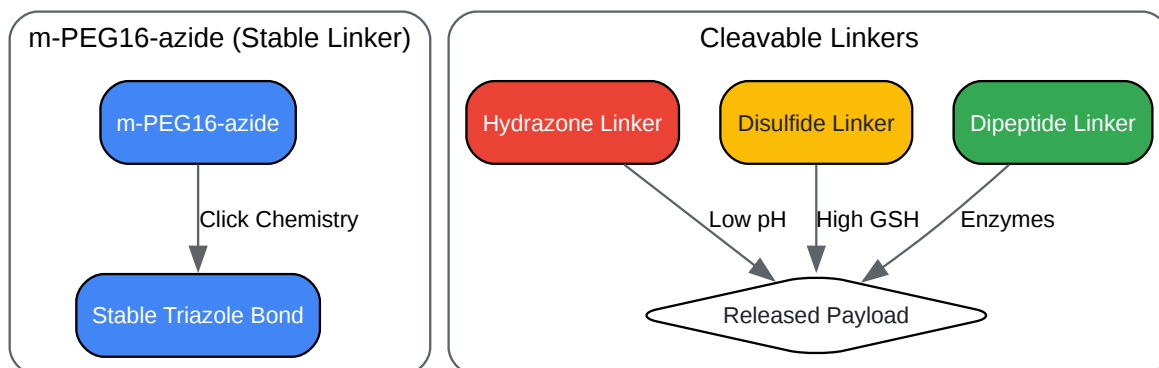 m-PEG16-azide (Stable Linker)
m-PEG16-azide
Click Chemistry
Stable Triazole Bond
Cleavable Linkers
Hydrazone Linker
Disulfide Linker
Dipeptide Linker
Low pH
High GSH
Enzymes
Released Payload